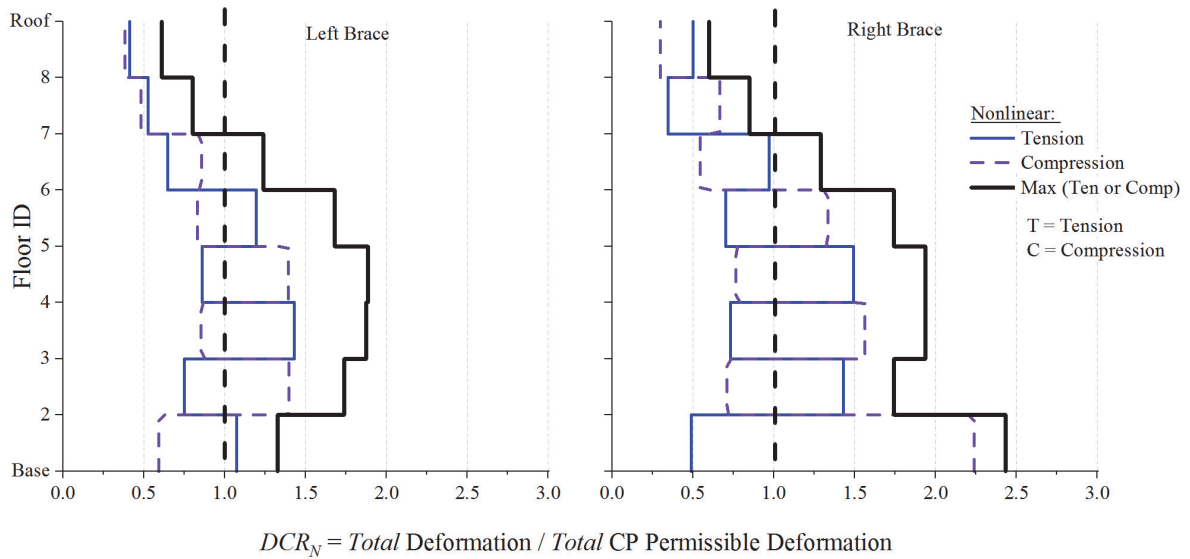 Roof
8
7
6
5
4
3
2
Base
Floor ID
Left Brace
0.0 0.5 1.0 1.5 2.0 2.5 3.0
Right Brace
0.0 0.5 1.0 1.5 2.0 2.5 3.0
Nonlinear:
Tension
Compression
Max (Ten or Comp)
T = Tension
C = Compression
DCR_N = Total Deformation / Total CP Permissible Deformation